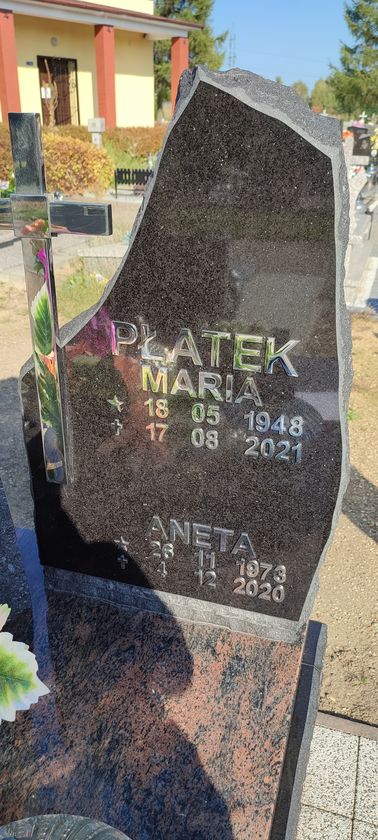 PŁATEK
MARIA
18 05 1948
17 08 2021
ANETA
26 11 1973
4 12 2020